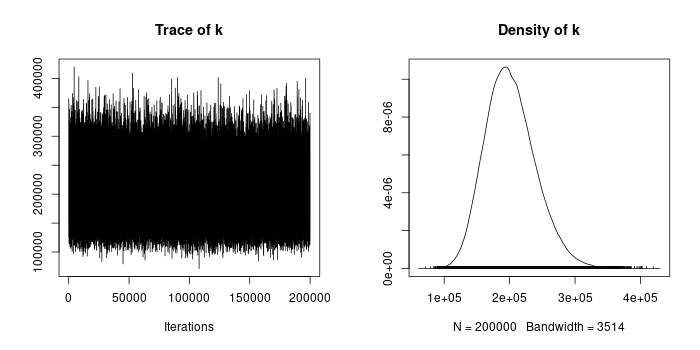 Trace of k
400000
300000
200000
100000
0
50000
100000
150000
200000
Iterations
Density of k
8e-06
4e-06
0e+00
1e+05
2e+05
3e+05
4e+05
N = 200000 Bandwidth = 3514